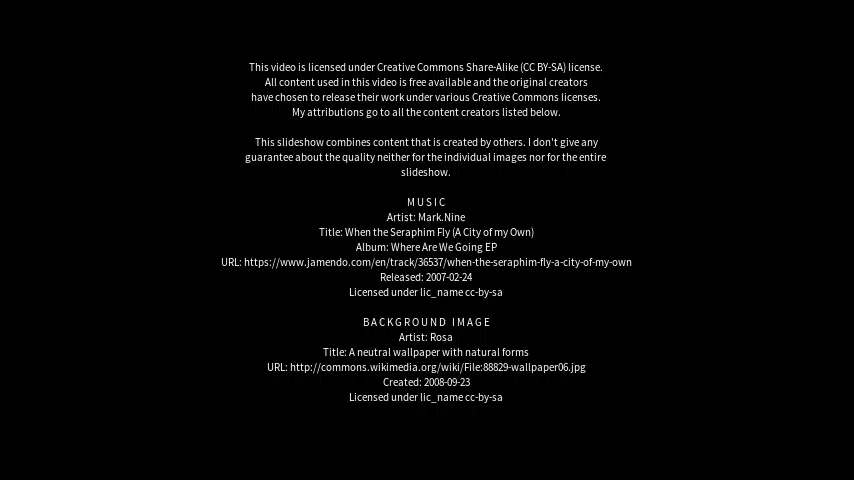 This video is licensed under Creative Commons Share-Alike (CC BY-SA) license.
All content used in this video is free available and the original creators
have chosen to release their work under various Creative Commons licenses.
My attributions go to all the content creators listed below.
This slideshow combines content that is created by others. I don't give any
guarantee about the quality neither for the individual images nor for the entire
slideshow.
MUSIC
Artist: Mark.Nine
Title: When the Seraphim Fly (A City of my Own)
Album: Where Are We Going EP
URL: https://www.jamendo.com/en/track/36537/when-the-seraphim-fly-a-city-of-my-own
Released: 2007-02-24
Licensed under lic_name cc-by-sa
BACKGROUND IMAGE
Artist: Rosa
Title: A neutral wallpaper with natural forms
URL: http://commons.wikimedia.org/wiki/File:88829-wallpaper06.jpg
Created: 2008-09-23
Licensed under lic_name cc-by-sa